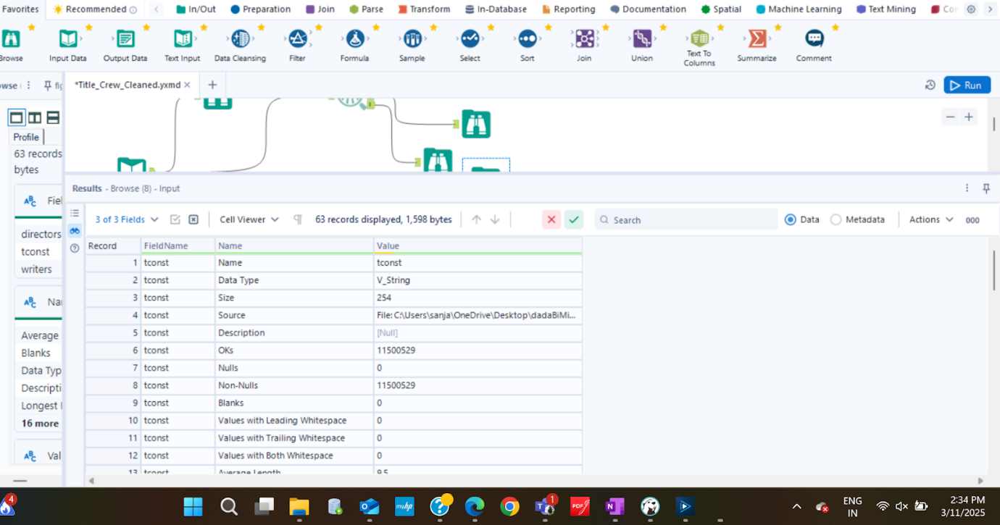 Favorites Recommended In/Out Preparation Join Parse Transform In-Database Reporting Documentation Spatial Machine Learning Text Mining
Browse Input Data Output Data Text Input Data Cleansing Filter Formula Sample Select Sort Join Union Text To Columns Summarize Comment
*Title_Crew_Cleaned.yxmd
Run
Profile
63 records
bytes
directors
tconst
writers
Average
Blanks
Data Typ
Descripti
Longest
16 more
Results - Browse (8) - Input
3 of 3 Fields Cell Viewer 63 records displayed, 1,598 bytes Search Data Metadata Actions 000
Record FieldName Name Value
1 tconst Name tconst
2 tconst Data Type V_String
3 tconst Size 254
4 tconst Source File: C:\Users\sanja\OneDrive\Desktop\dadaBiMi...
5 tconst Description [Null]
6 tconst OKs 11500529
7 tconst Nulls 0
8 tconst Non-Nulls 11500529
9 tconst Blanks 0
10 tconst Values with Leading Whitespace 0
11 tconst Values with Trailing Whitespace 0
12 tconst Values with Both Whitespace 0
13 tconst Average Length 9.5
4
myhp
1
PDF
ENG
IN
2:34 PM
3/11/2025